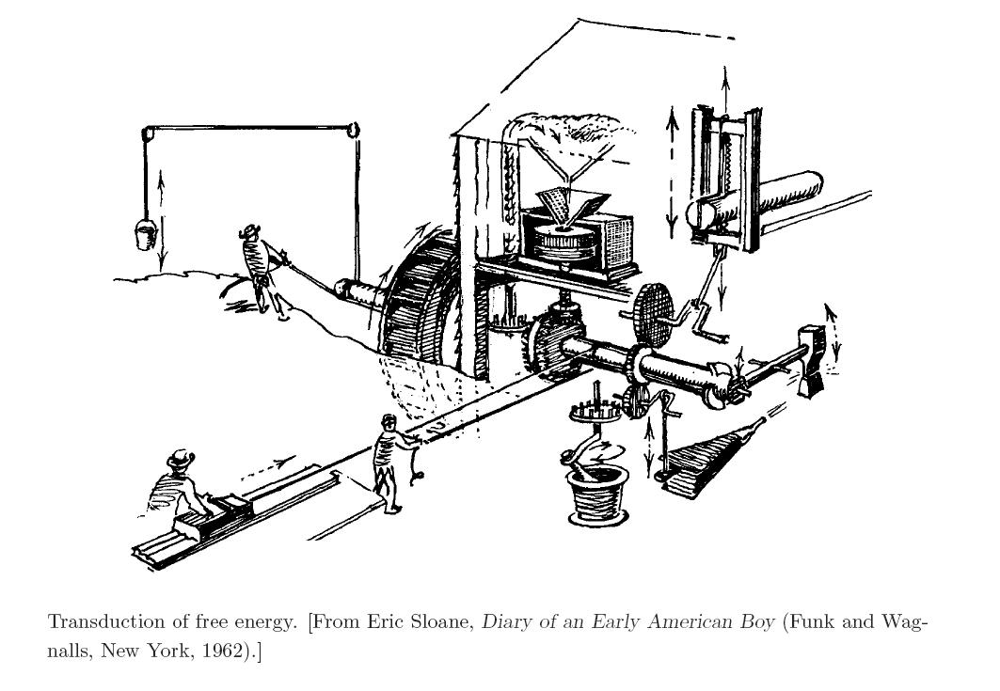 Transduction of free energy. [From Eric Sloane, Diary of an Early American Boy (Funk and Wag-
nalls, New York, 1962).]